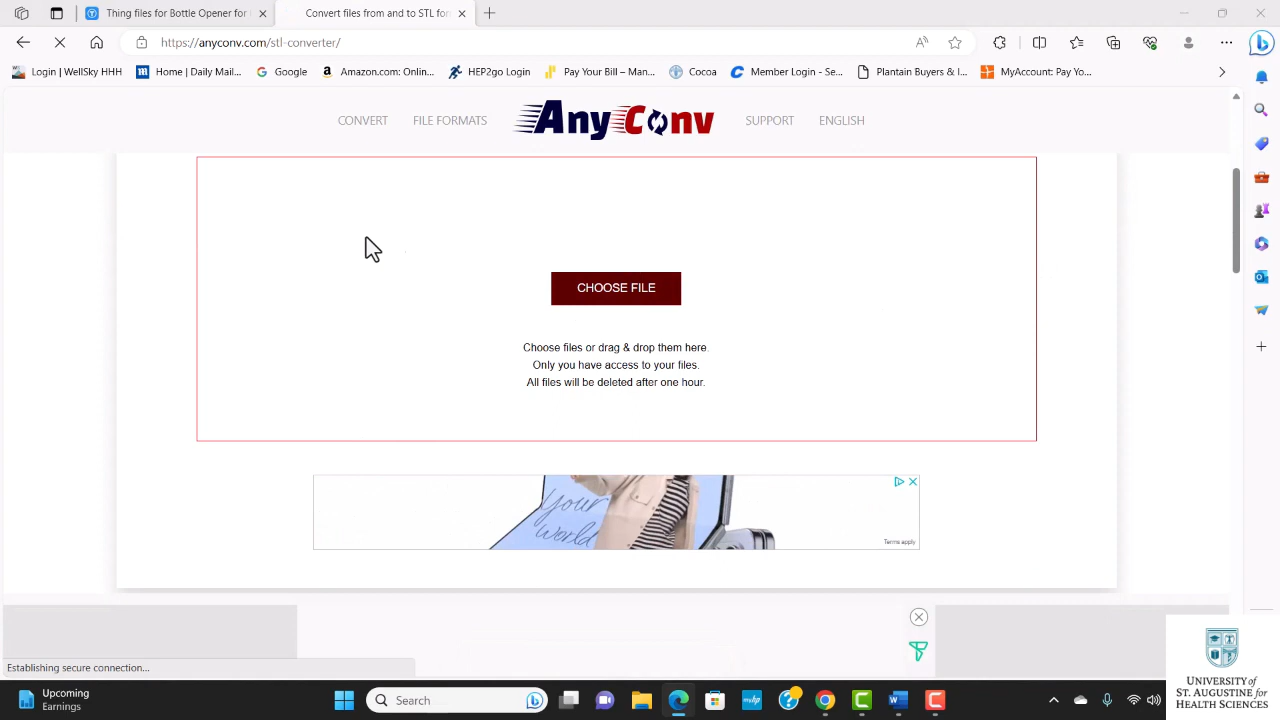 Thing files for Bottle Opener for
Convert files from and to STL for
https://anyconv.com/stl-converter/
Login | WellSky HHH
Home | Daily Mail...
Google
Amazon.com: Onlin...
HEP2go Login
Pay Your Bill – Man...
Cocoa
Member Login - Se...
Plantain Buyers & I...
MyAccount: Pay Yo...
CONVERT
FILE FORMATS
AnyConv
SUPPORT
ENGLISH
CHOOSE FILE
Choose files or drag & drop them here.
Only you have access to your files.
All files will be deleted after one hour.
Your
World
Terms apply
Establishing secure connection...
Upcoming
Earnings
Search
University of
St. Augustine for
Health Sciences